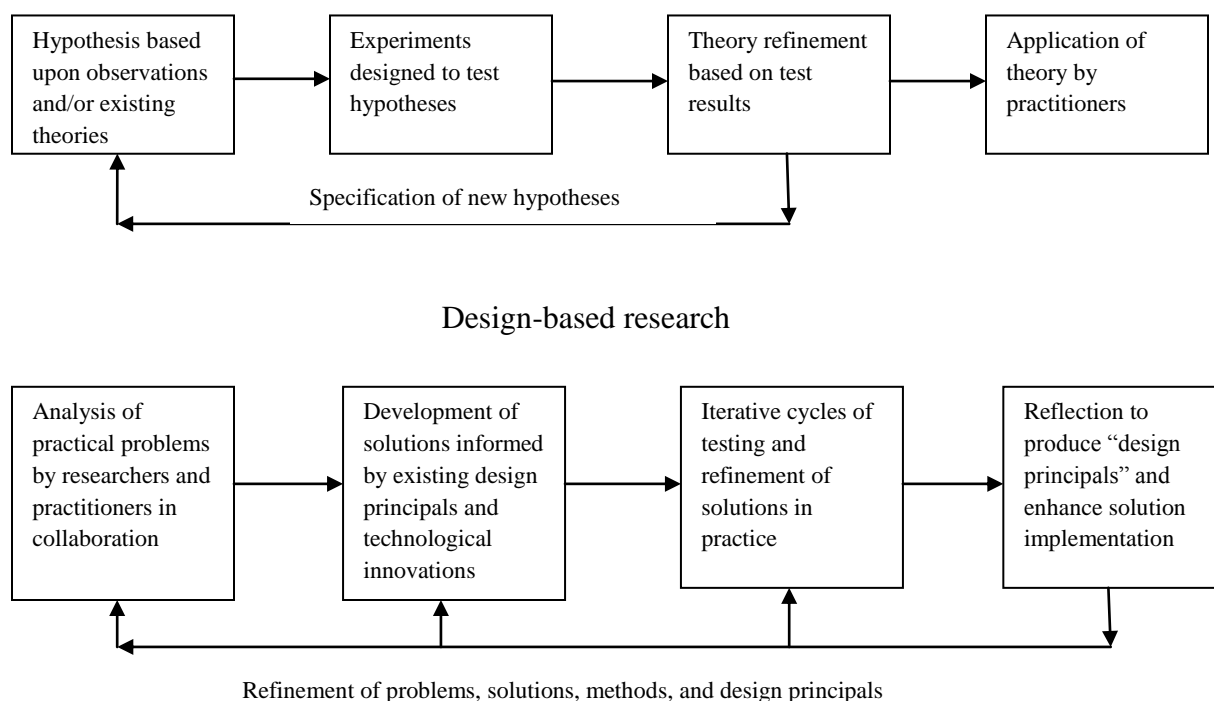 Hypothesis based
upon observations
and/or existing
theories
Experiments
designed to test
hypotheses
Theory refinement
based on test
results
Application of
theory by
practitioners
Specification of new hypotheses
Design-based research
Analysis of
practical problems
by researchers and
practitioners in
collaboration
Development of
solutions informed
by existing design
principals and
technological
innovations
Iterative cycles of
testing and
refinement of
solutions in
practice
Reflection to
produce “design
principals” and
enhance solution
implementation
Refinement of problems, solutions, methods, and design principals